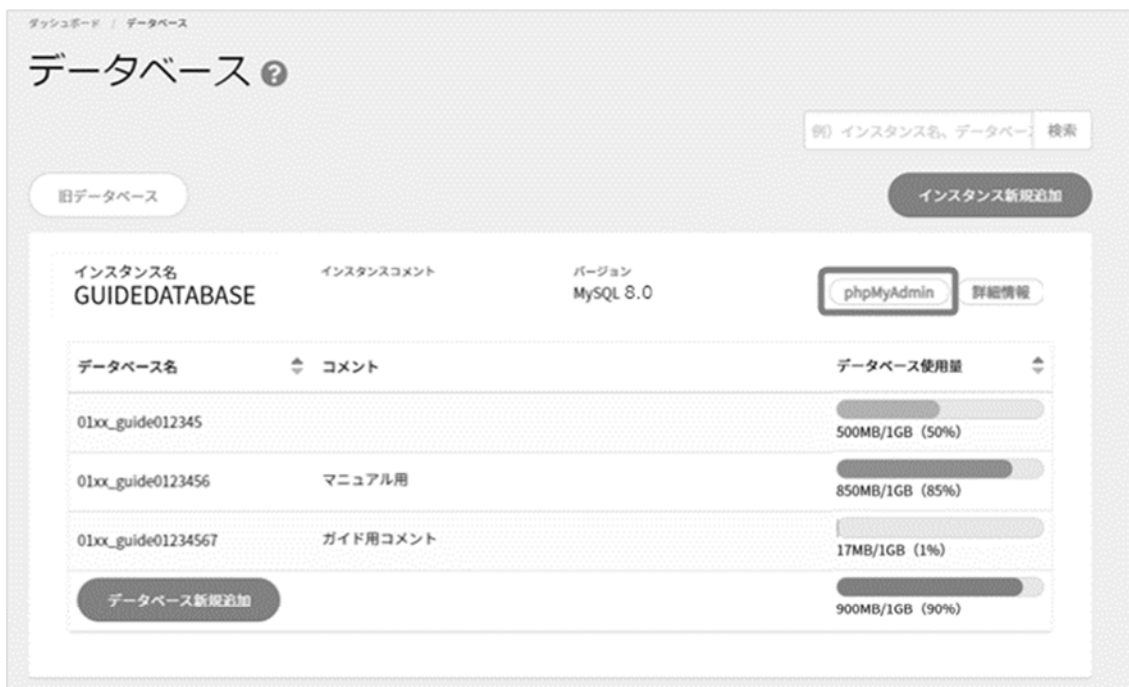 ダッシュボード / データベース
データベース ?
例）インスタンス名、データベー 検索
旧データベース インスタンス新規追加
インスタンス名 インスタンスコメント バージョン
GUIDEDATABASE MySQL 8.0 phpMyAdmin 詳細情報
データベース名 コメント データベース使用量
01xx_guide012345
500MB/1GB（50%）
01xx_guide0123456 マニュアル用
850MB/1GB（85%）
01xx_guide01234567 ガイド用コメント
17MB/1GB（1%）
データベース新規追加
900MB/1GB（90%）